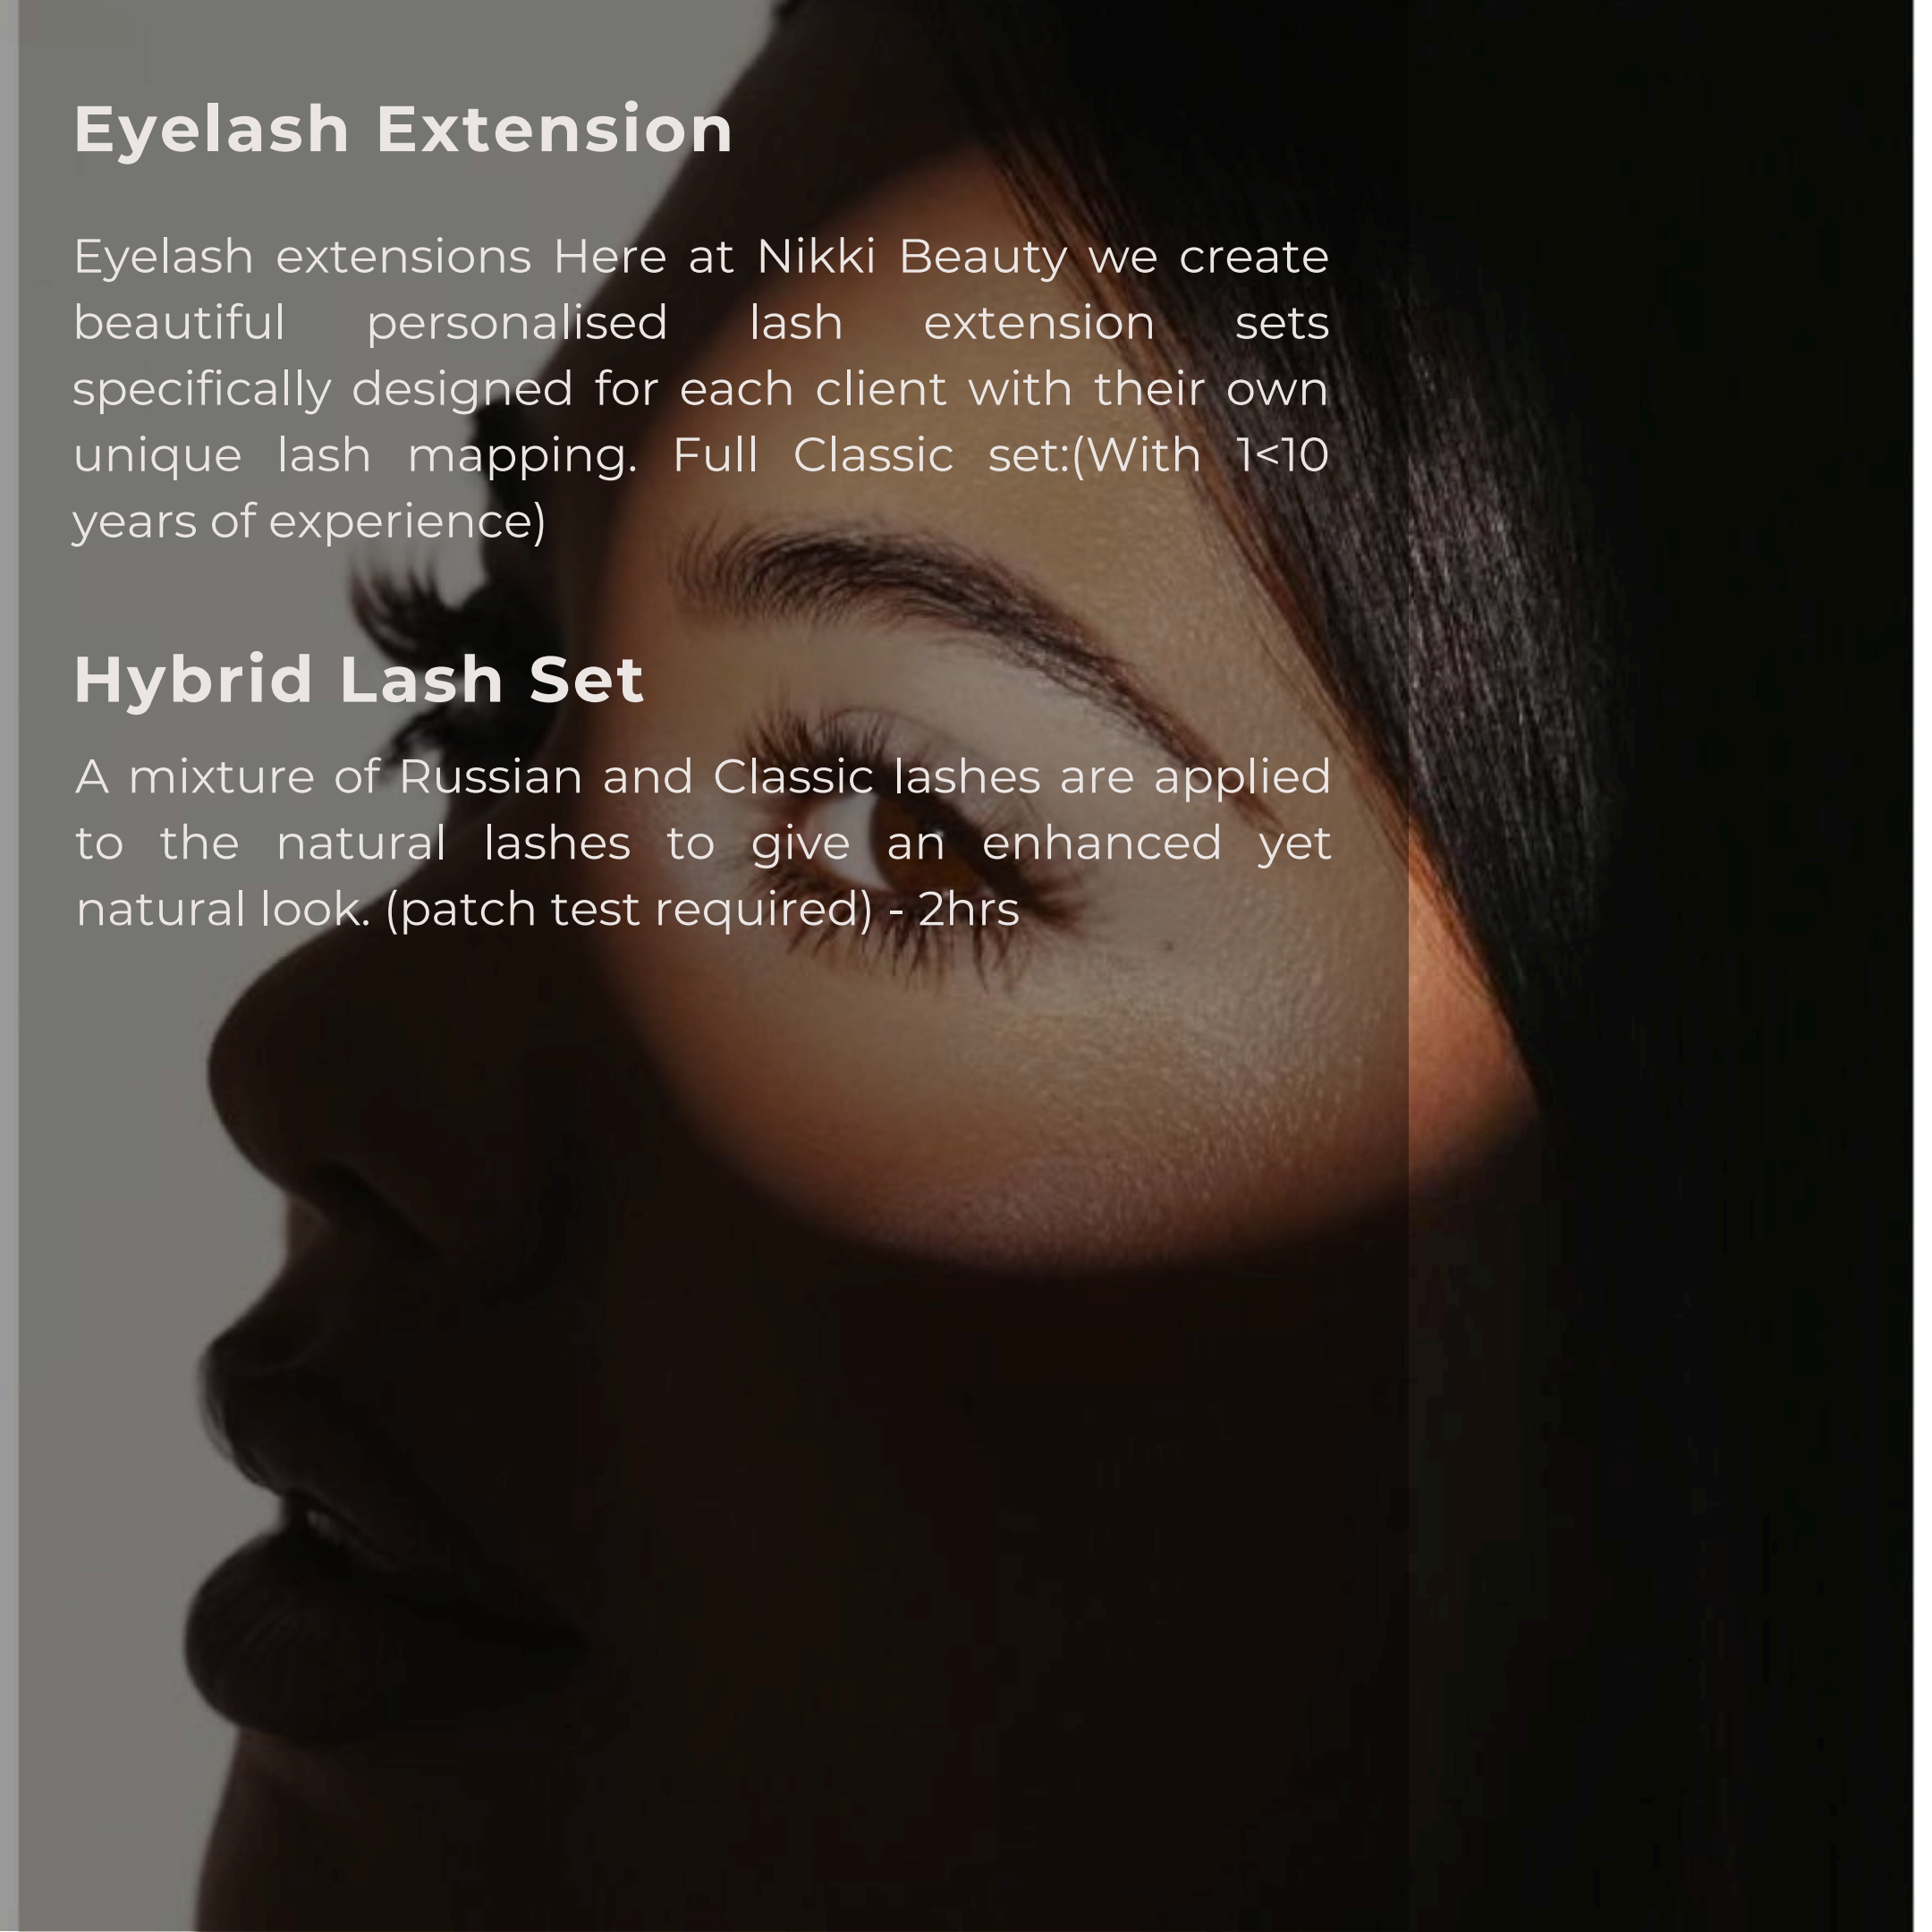 Eyelash Extension
Eyelash extensions Here at Nikki Beauty we create
beautiful personalised lash extension sets
specifically designed for each client with their own
unique lash mapping. Full Classic set:(With 1<10
years of experience)
Hybrid Lash Set
A mixture of Russian and Classic lashes are applied
to the natural lashes to give an enhanced yet
natural look. (patch test required) - 2hrs